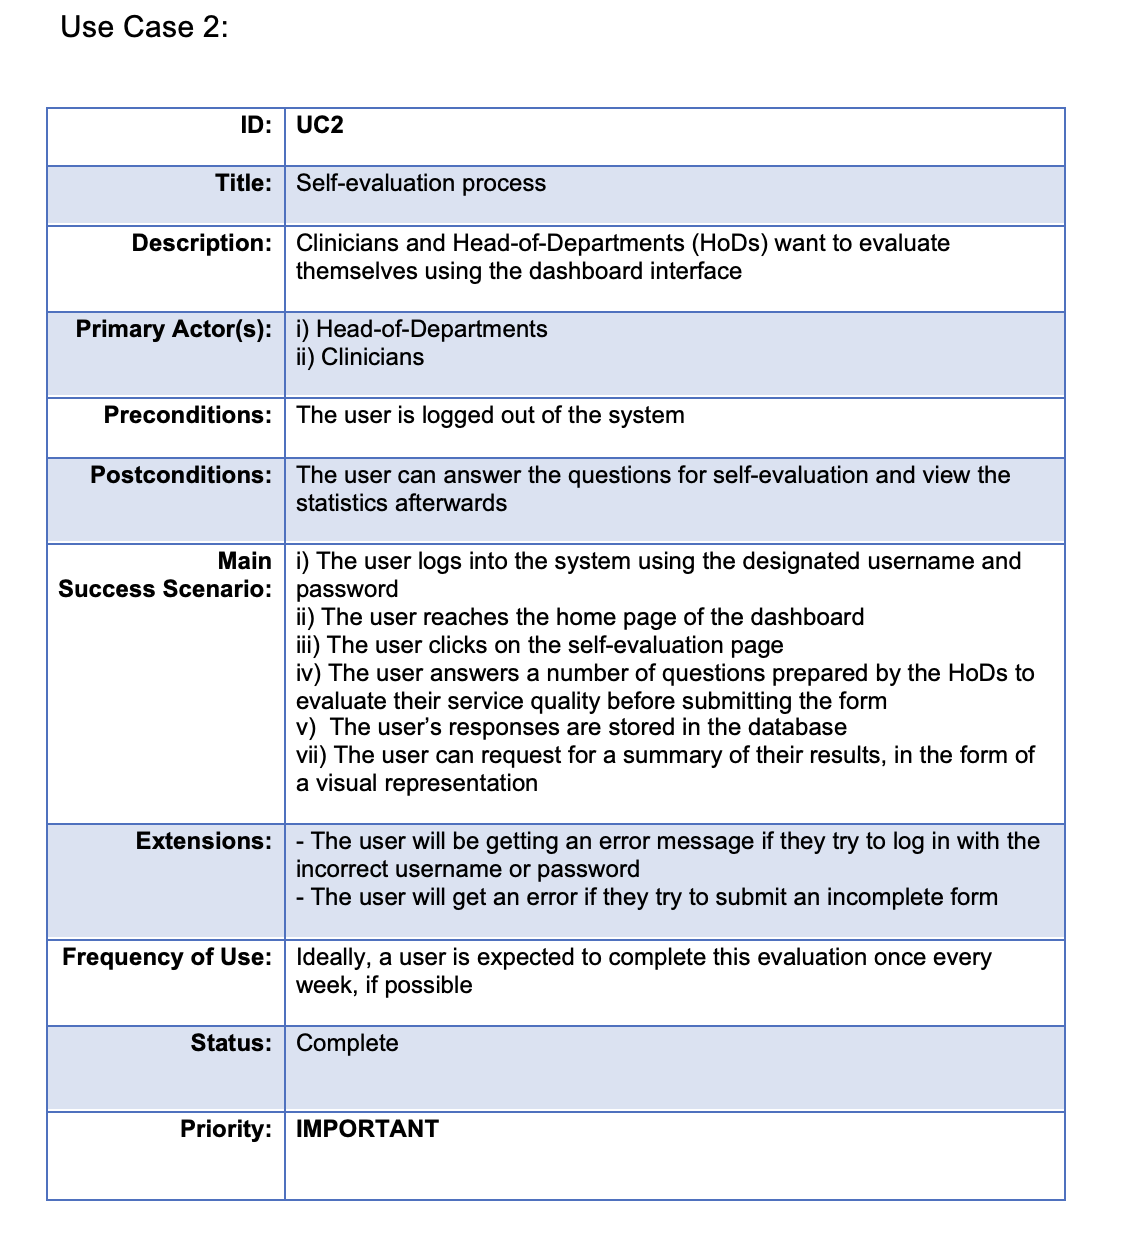 Use Case 2:
ID: UC2
Title: Self-evaluation process
Description: Clinicians and Head-of-Departments (HoDs) want to evaluate
themselves using the dashboard interface
Primary Actor(s): i) Head-of-Departments
ii) Clinicians
Preconditions: The user is logged out of the system
Postconditions: The user can answer the questions for self-evaluation and view the
statistics afterwards
Main i) The user logs into the system using the designated username and
Success Scenario: password
ii) The user reaches the home page of the dashboard
iii) The user clicks on the self-evaluation page
iv) The user answers a number of questions prepared by the HoDs to
evaluate their service quality before submitting the form
v)  The user’s responses are stored in the database
vii) The user can request for a summary of their results, in the form of
a visual representation
Extensions: - The user will be getting an error message if they try to log in with the
incorrect username or password
- The user will get an error if they try to submit an incomplete form
Frequency of Use: Ideally, a user is expected to complete this evaluation once every
week, if possible
Status: Complete
Priority: IMPORTANT